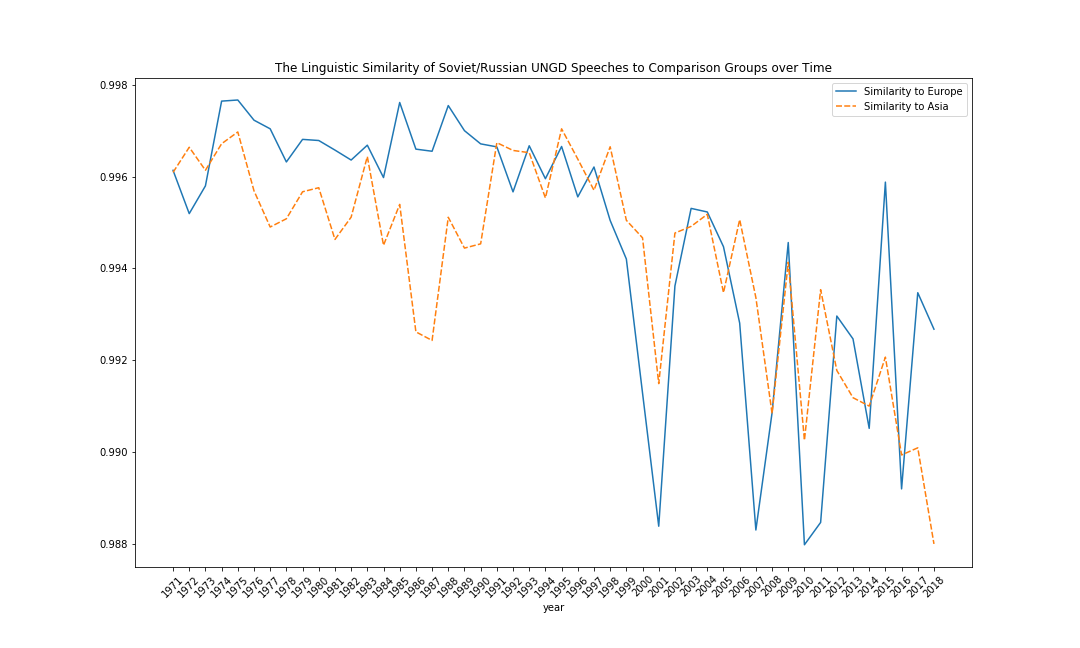 The Linguistic Similarity of Soviet/Russian UNGD Speeches to Comparison Groups over Time
Similarity to Europe
Similarity to Asia
0.998
0.996
0.994
0.992
0.990
0.988
1971 1972 1973 1974 1975 1976 1977 1978 1979 1980 1981 1982 1983 1984 1985 1986 1987 1988 1989 1990 1991 1992 1993 1994 1995 1996 1997 1998 1999 2000 2001 2002 2003 2004 2005 2006 2007 2008 2009 2010 2011 2012 2013 2014 2015 2016 2017 2018
year